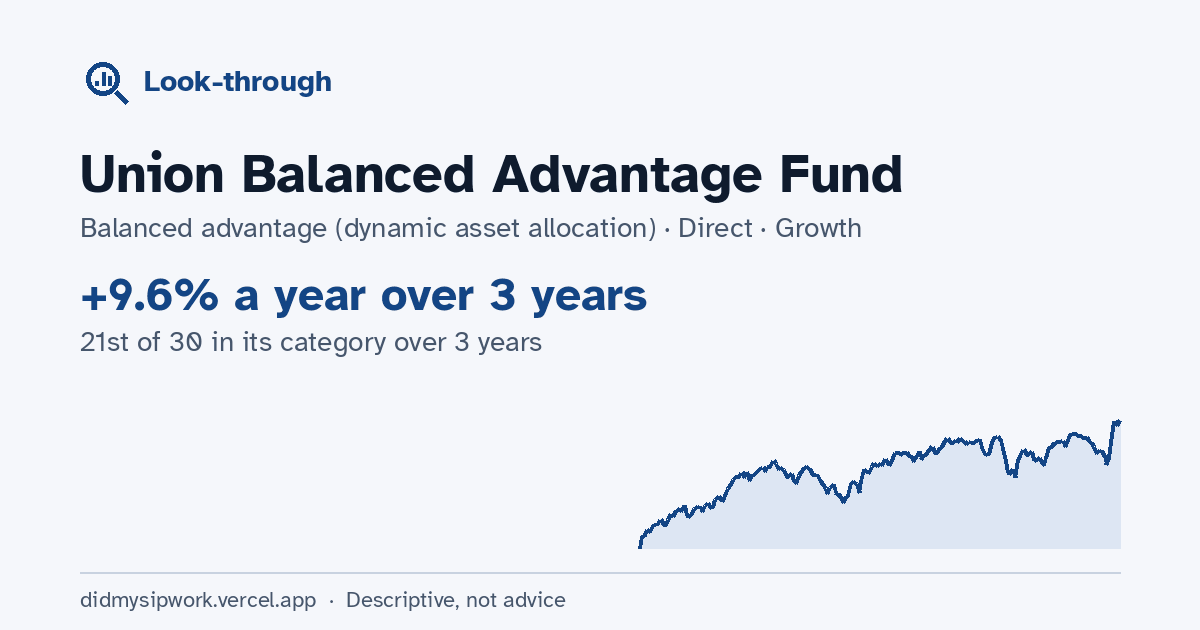 Look-through
Union Balanced Advantage Fund
Balanced advantage (dynamic asset allocation) · Direct · Growth
+9.6% a year over 3 years
21st of 30 in its category over 3 years
didmysipwork.vercel.app · Descriptive, not advice